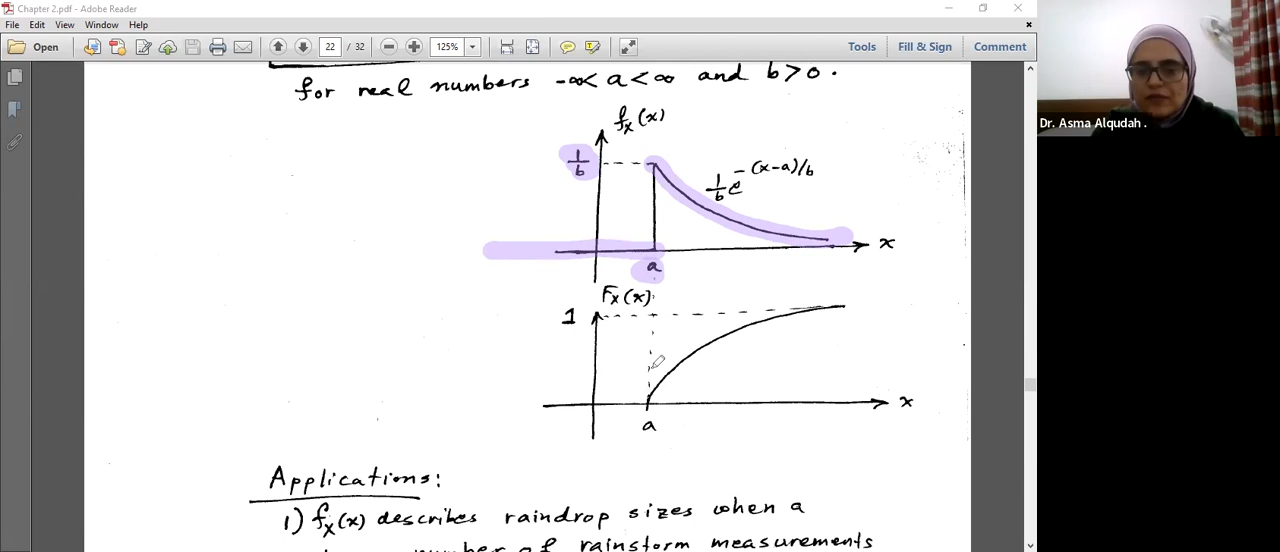 Chapter 2.pdf - Adobe Reader
File Edit View Window Help
Open 22 / 32 125% Tools Fill & Sign Comment
for real numbers -∞< a < ∞ and b > 0.
fₓ(x)
1/b
1/b e^-(x-a)/b
x
a
Fₓ(x)
1
x
a
Applications:
1) fₓ(x) describes raindrop sizes when a
number of rainstorm measurements
Dr. Asma Alqudah .